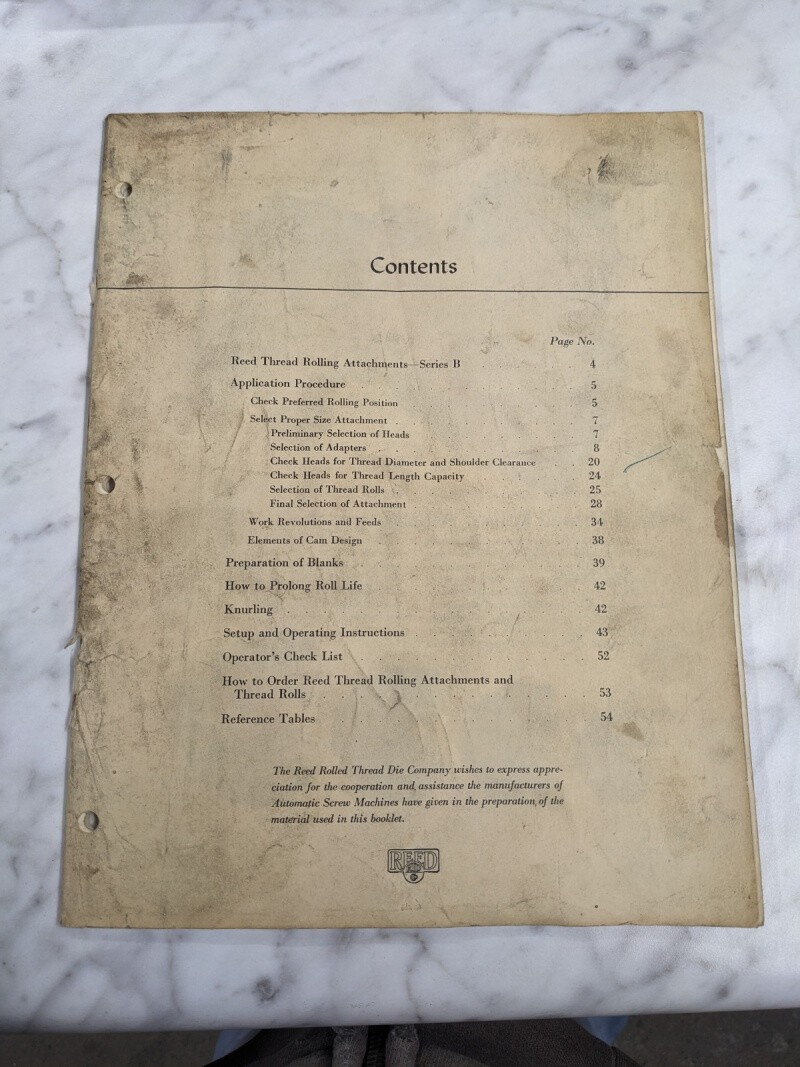 Contents
Page No.
Reed Thread Rolling Attachments—Series B . . . . . 4
Application Procedure . . . . . 5
Check Preferred Rolling Position . . . . . 5
Select Proper Size Attachment . . . . . 7
Preliminary Selection of Heads . . . . . 7
Selection of Adapters . . . . . 8
Check Heads for Thread Diameter and Shoulder Clearance . . 20
Check Heads for Thread Length Capacity . . . . . 24
Selection of Thread Rolls . . . . . 25
Final Selection of Attachment . . . . . 28
Work Revolutions and Feeds . . . . . 34
Elements of Cam Design . . . . . 38
Preparation of Blanks . . . . . 39
How to Prolong Roll Life . . . . . 42
Knurling . . . . . 42
Setup and Operating Instructions . . . . . 43
Operator's Check List . . . . . 52
How to Order Reed Thread Rolling Attachments and
Thread Rolls . . . . . 53
Reference Tables . . . . . 54
The Reed Rolled Thread Die Company wishes to express appre-
ciation for the cooperation and assistance the manufacturers of
Automatic Screw Machines have given in the preparation of the
material used in this booklet.
REED